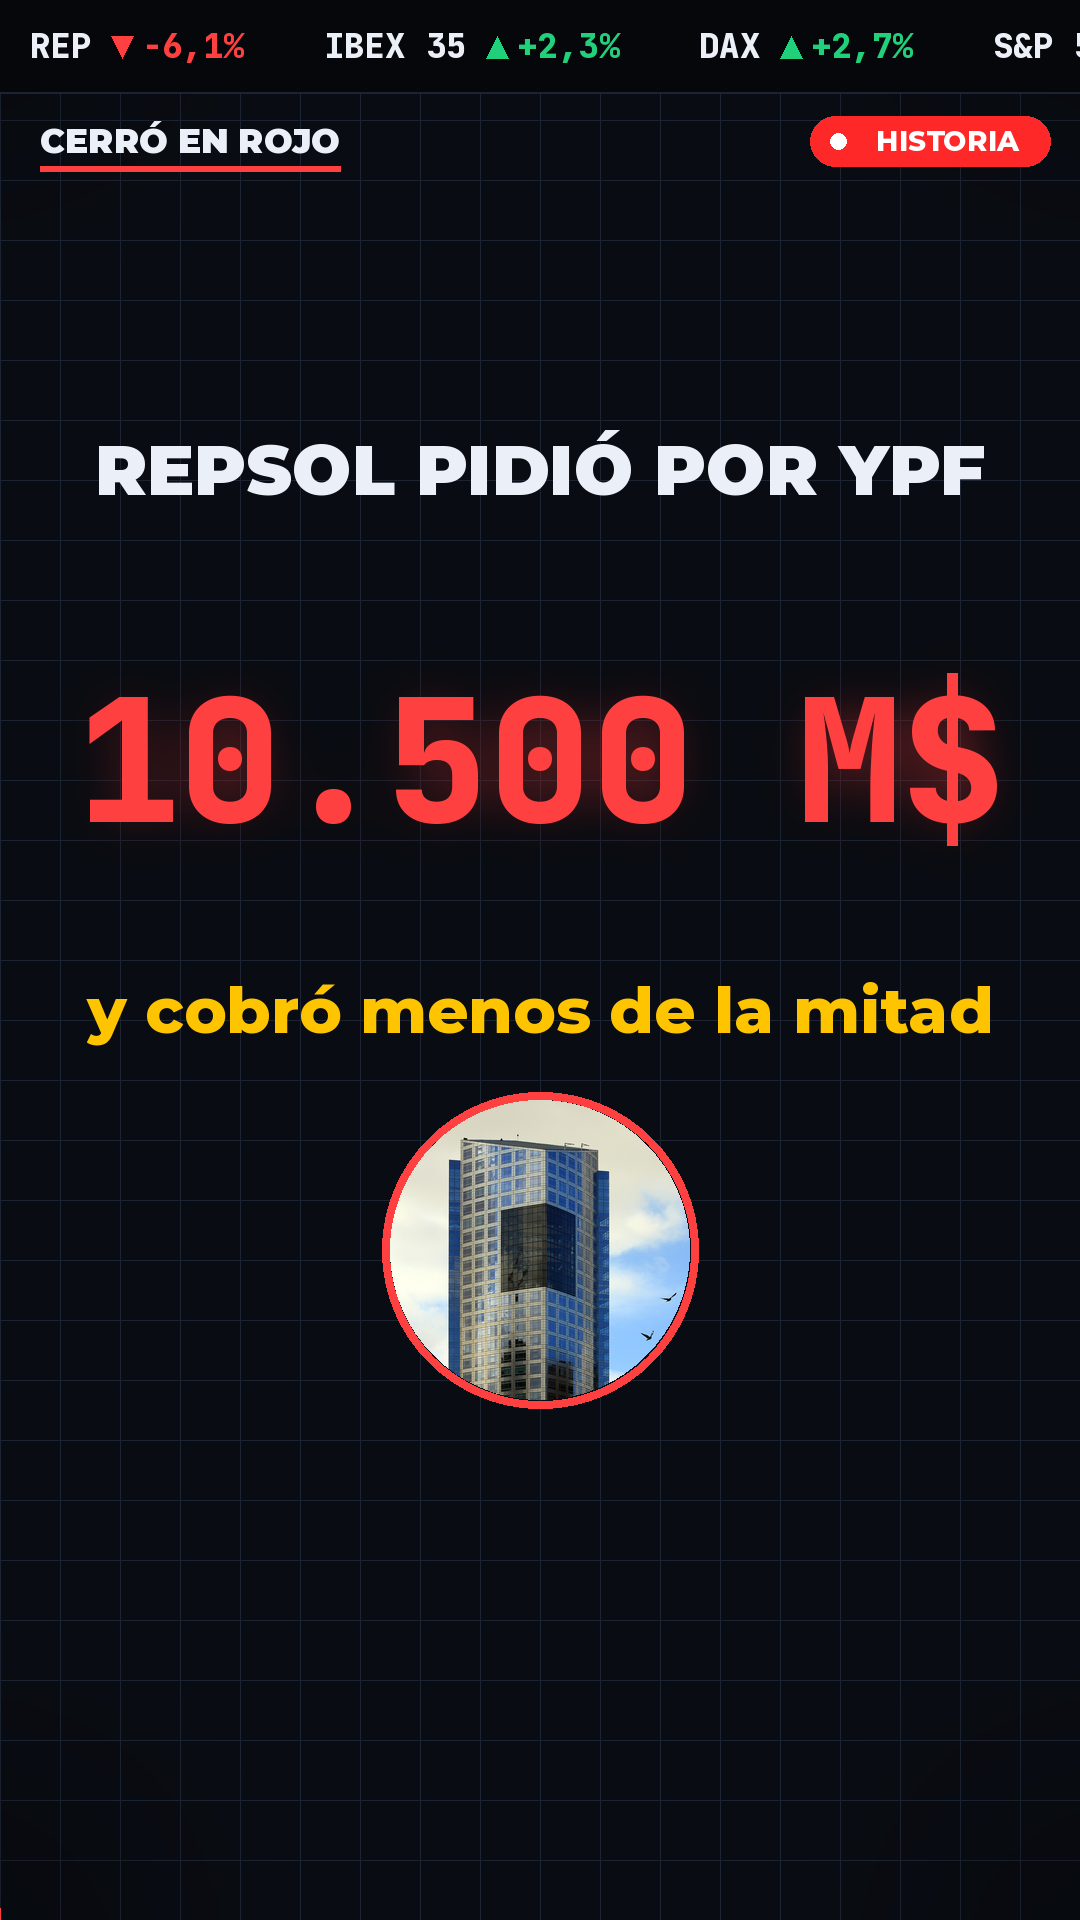 REP ▼ -6,1% IBEX 35 ▲ +2,3% DAX ▲ +2,7% S&P
CERRÓ EN ROJO
HISTORIA
REPSOL PIDIÓ POR YPF
10.500 M$
y cobró menos de la mitad